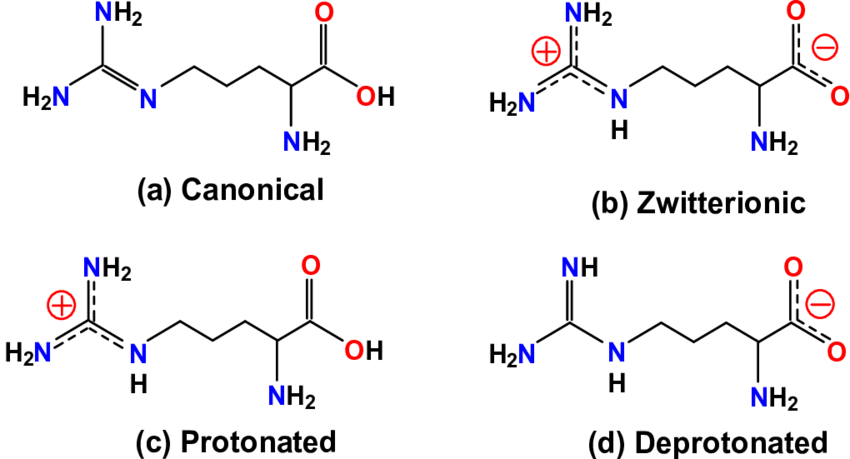 NH2
O
H2N
N
OH
NH2
(a) Canonical
NH2
O
+
−
H2N
N
H
O
NH2
(b) Zwitterionic
NH2
O
+
H2N
N
H
OH
NH2
(c) Protonated
NH
O
−
H2N
N
H
O
NH2
(d) Deprotonated